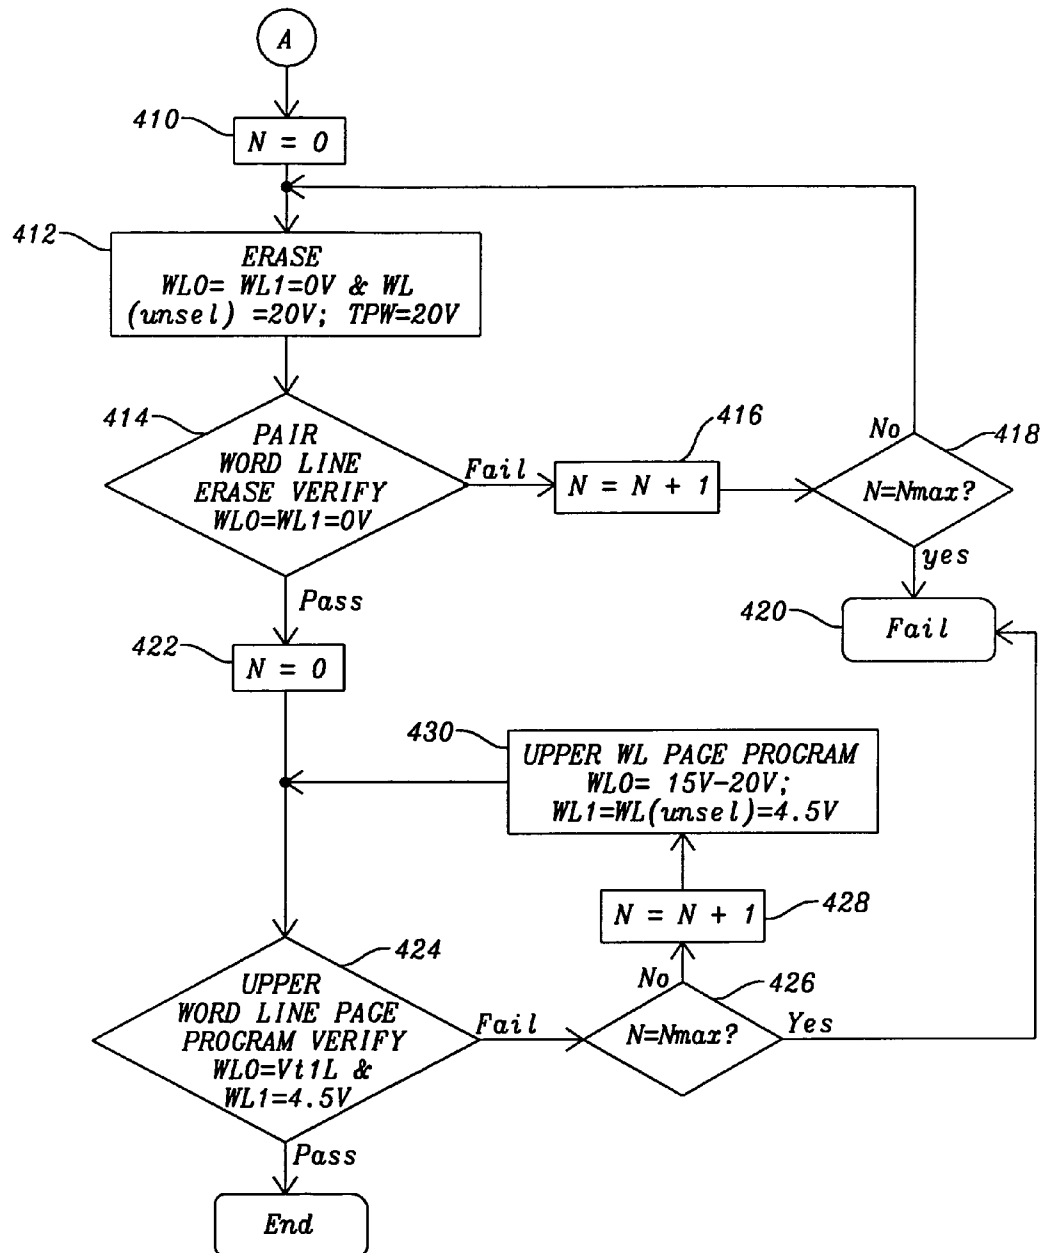 A
410
N = 0
412
ERASE
WL0= WL1=0V & WL
(unsel) =20V; TPW=20V
414
PAIR
WORD LINE
ERASE VERIFY
WL0=WL1=0V
Fail
416
N = N + 1
No
418
N=Nmax?
yes
420
Fail
Pass
422
N = 0
430
UPPER WL PAGE PROGRAM
WL0= 15V-20V;
WL1=WL(unsel)=4.5V
N = N + 1
428
424
UPPER
WORD LINE PAGE
PROGRAM VERIFY
WL0=Vt1L &
WL1=4.5V
Fail
No
426
N=Nmax?
Yes
Pass
End